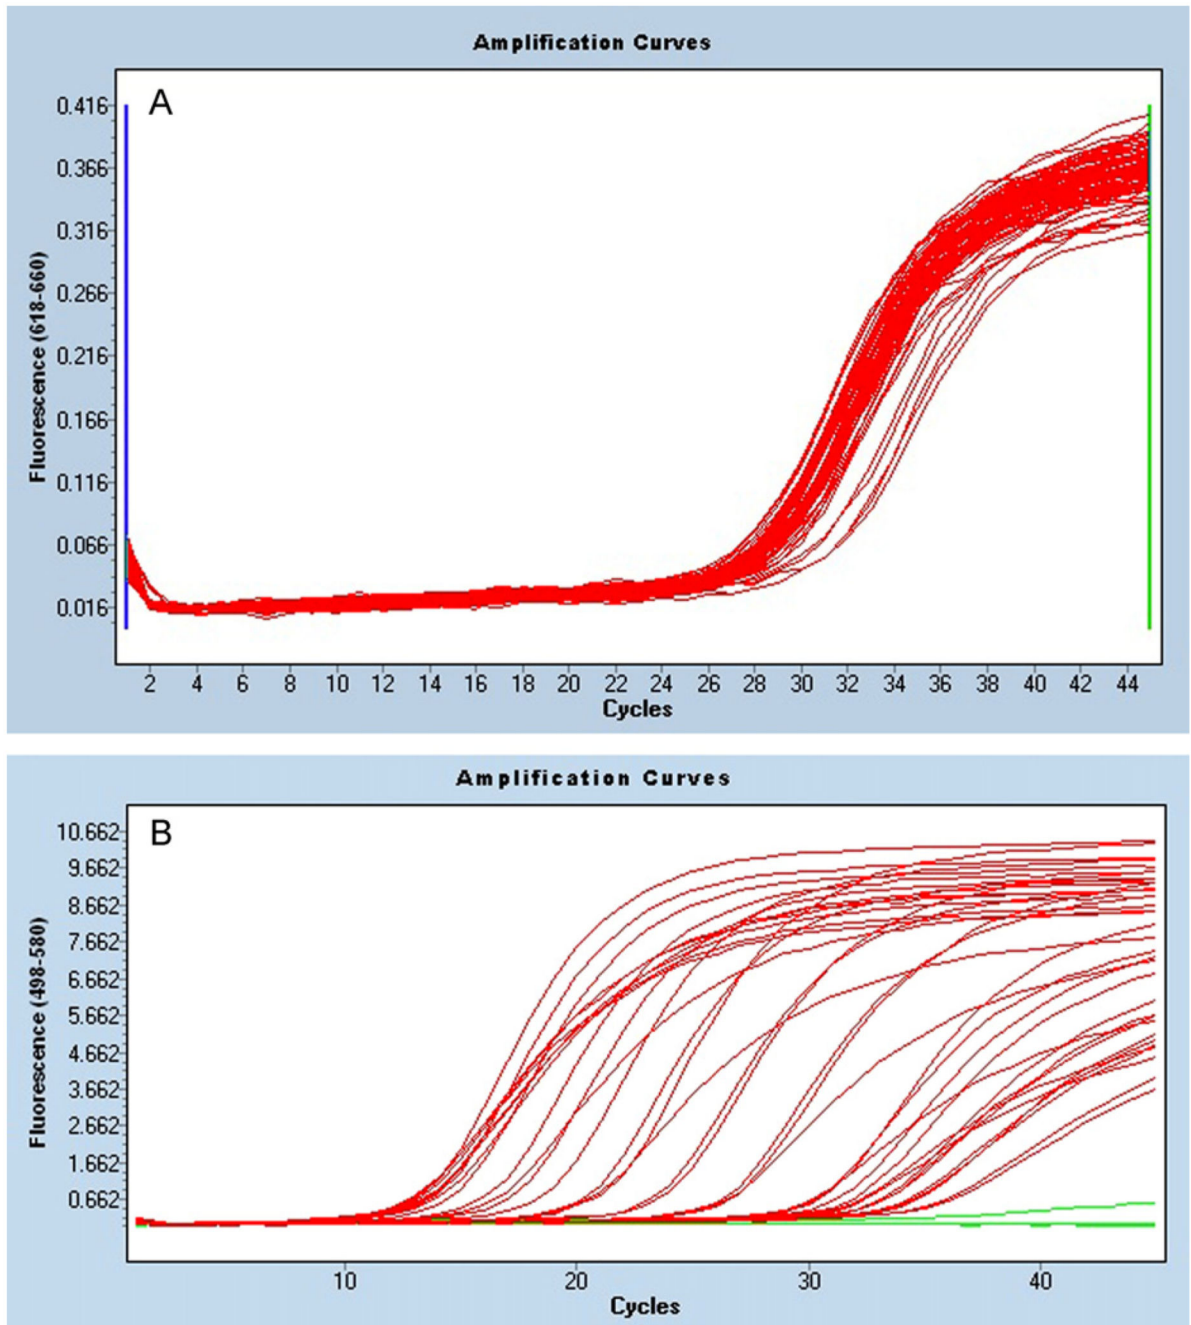 Amplification Curves
A
0.416
0.366
0.316
0.266
0.216
0.166
0.116
0.066
0.016
Fluorescence (618-660)
2 4 6 8 10 12 14 16 18 20 22 24 26 28 30 32 34 36 38 40 42 44
Cycles
Amplification Curves
B
10.662
9.662
8.662
7.662
6.662
5.662
4.662
3.662
2.662
1.662
0.662
Fluorescence (498-580)
10 20 30 40
Cycles